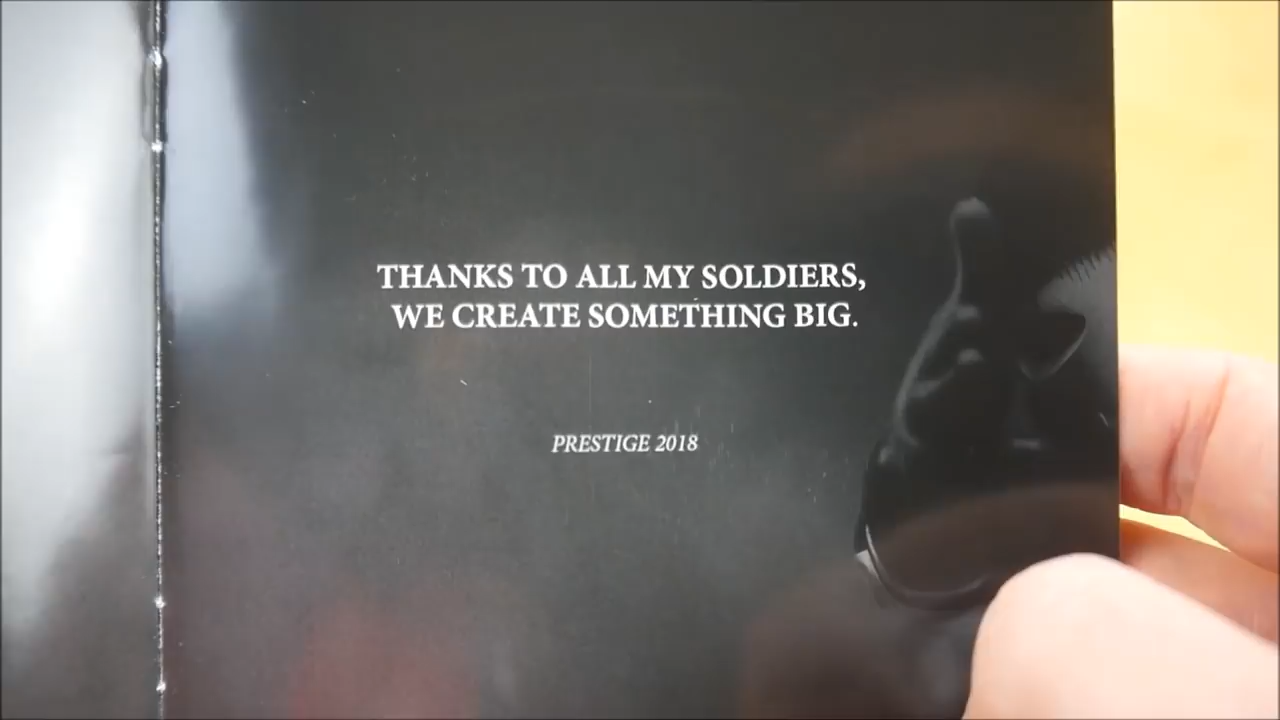 THANKS TO ALL MY SOLDIERS,
WE CREATE SOMETHING BIG.
PRESTIGE 2018